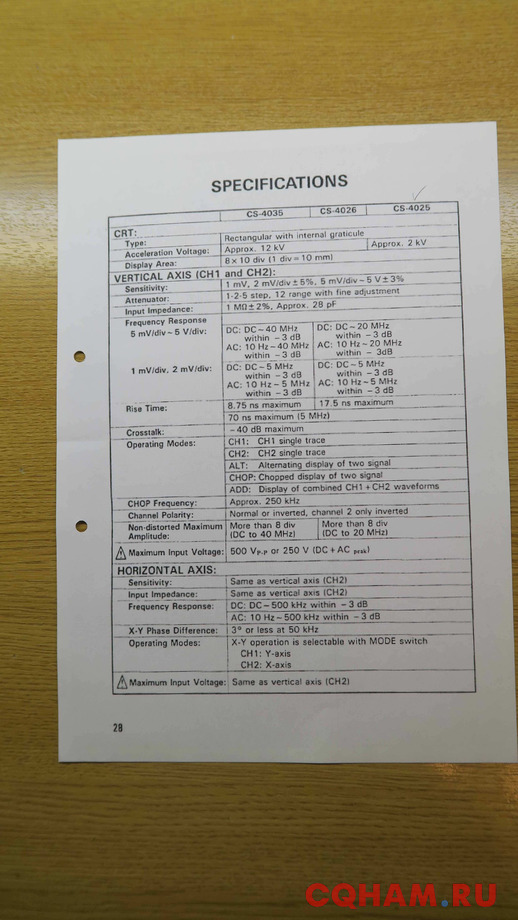 SPECIFICATIONS
CS-4035 CS-4026 CS-4025
CRT:
Type: Rectangular with internal graticule
Acceleration Voltage: Approx. 12 kV Approx. 2 kV
Display Area: 8 × 10 div (1 div ≃ 10 mm)
VERTICAL AXIS (CH1 and CH2):
Sensitivity: 1 mV, 2 mV/div ± 5%, 5 mV/div ~ 5 V ± 3%
Attenuator: 1-2-5 step, 12 range with fine adjustment
Input Impedance: 1 MΩ ± 2%, Approx. 28 pF
Frequency Response
5 mV/div ~ 5 V/div: DC: DC ~ 40 MHz DC: DC ~ 20 MHz
within − 3 dB within − 3 dB
AC: 10 Hz ~ 40 MHz AC: 10 Hz ~ 20 MHz
within − 3 dB within − 3dB
1 mV/div, 2 mV/div: DC: DC ~ 5 MHz DC: DC ~ 5 MHz
within − 3 dB within − 3 dB
AC: 10 Hz ~ 5 MHz AC: 10 Hz ~ 5 MHz
within − 3 dB within − 3 dB
Rise Time: 8.75 ns maximum 17.5 ns maximum
70 ns maximum (5 MHz)
Crosstalk: − 40 dB maximum
Operating Modes: CH1: CH1 single trace
CH2: CH2 single trace
ALT: Alternating display of two signal
CHOP: Chopped display of two signal
ADD: Display of combined CH1 + CH2 waveforms
CHOP Frequency: Approx. 250 kHz
Channel Polarity: Normal or inverted, channel 2 only inverted
Non-distorted Maximum Amplitude: More than 8 div More than 8 div
(DC to 40 MHz) (DC to 20 MHz)
⚠ Maximum Input Voltage: 500 Vp-p or 250 V (DC + AC peak)
HORIZONTAL AXIS:
Sensitivity: Same as vertical axis (CH2)
Input Impedance: Same as vertical axis (CH2)
Frequency Response: DC: DC ~ 500 kHz within − 3 dB
AC: 10 Hz ~ 500 kHz within − 3 dB
X-Y Phase Difference: 3° or less at 50 kHz
Operating Modes: X-Y operation is selectable with MODE switch
CH1: Y-axis
CH2: X-axis
⚠ Maximum Input Voltage: Same as vertical axis (CH2)
28
CQHAM.RU